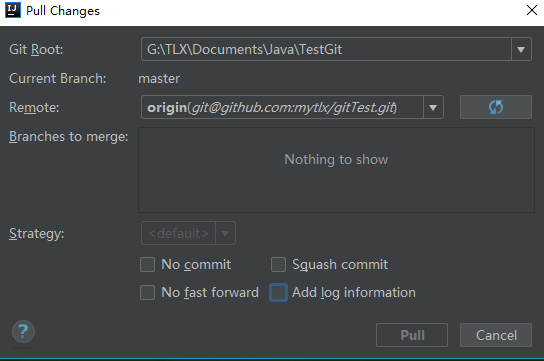 Pull Changes
Git Root: G:\TLX\Documents\Java\TestGit
Current Branch: master
Remote: origin(git@github.com:mytlx/gitTest.git)
Branches to merge:
Nothing to show
Strategy: <default>
No commit Squash commit
No fast forward Add log information
? Pull Cancel